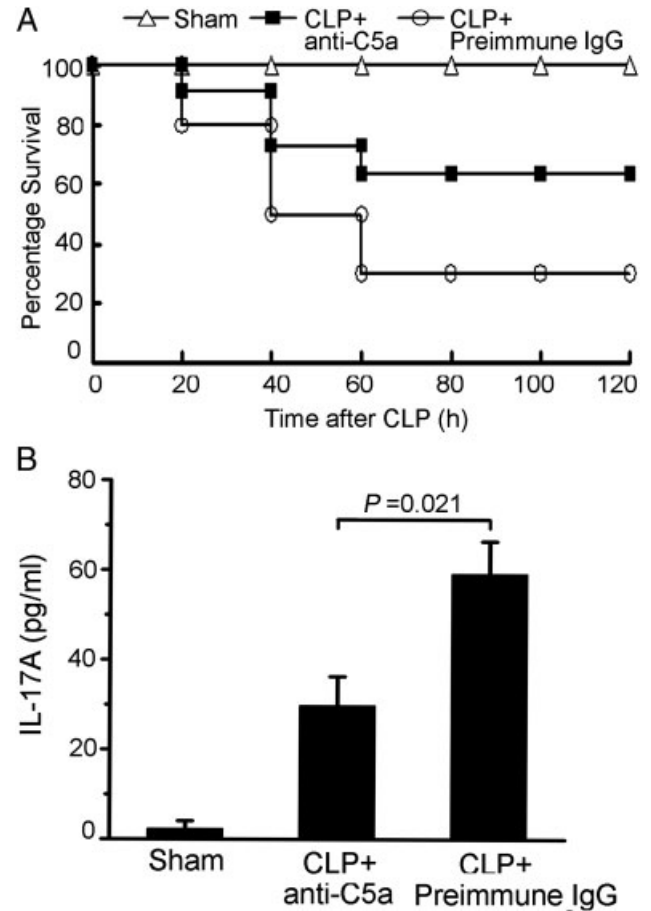 A
Sham
CLP+
anti-C5a
CLP+
Preimmune IgG
Percentage Survival
100
80
60
40
20
0
0 20 40 60 80 100 120
Time after CLP (h)
B
IL-17A (pg/ml)
80
60
40
20
0
P =0.021
Sham
CLP+
anti-C5a
CLP+
Preimmune IgG